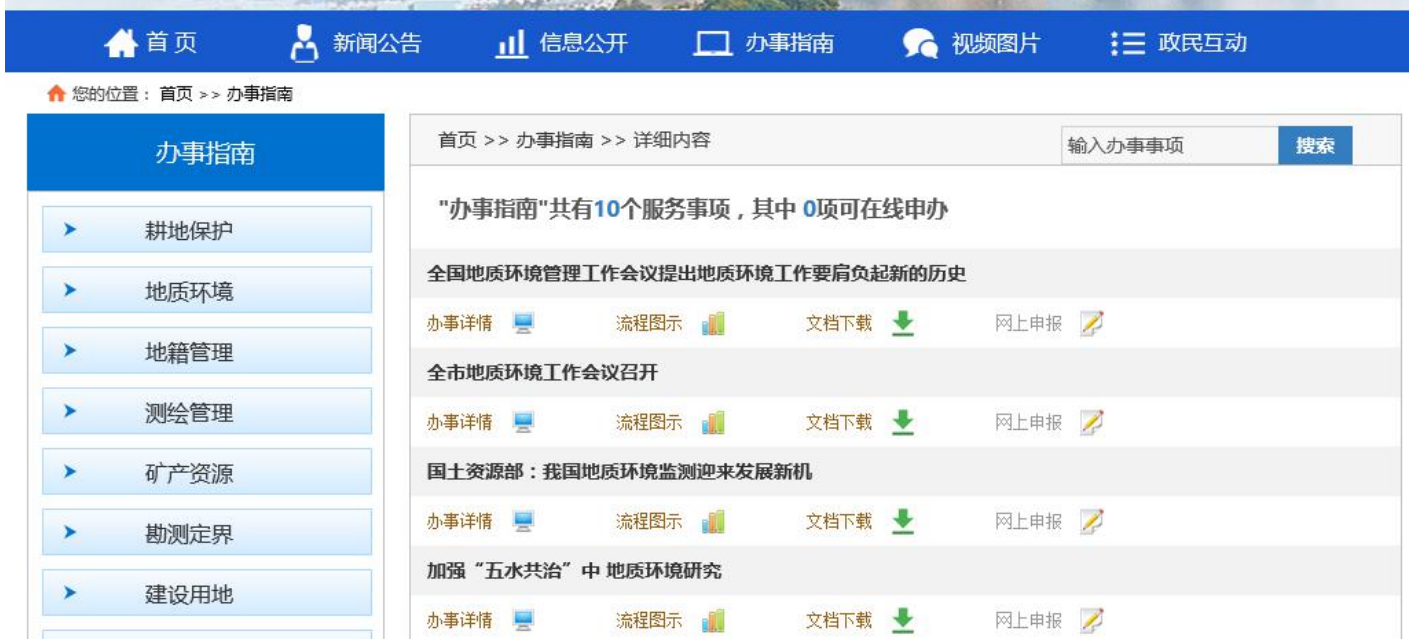 首页 新闻公告 信息公开 办事指南 视频图片 政民互动
您的位置： 首页 >> 办事指南
办事指南
耕地保护
地质环境
地籍管理
测绘管理
矿产资源
勘测定界
建设用地
首页 >> 办事指南 >> 详细内容
输入办事事项 搜索
"办事指南"共有10个服务事项，其中 0项可在线申办
全国地质环境管理工作会议提出地质环境工作要肩负起新的历史
办事详情 流程图示 文档下载 网上申报
全市地质环境工作会议召开
办事详情 流程图示 文档下载 网上申报
国土资源部：我国地质环境监测迎来发展新机
办事详情 流程图示 文档下载 网上申报
加强“五水共治”中 地质环境研究
办事详情 流程图示 文档下载 网上申报